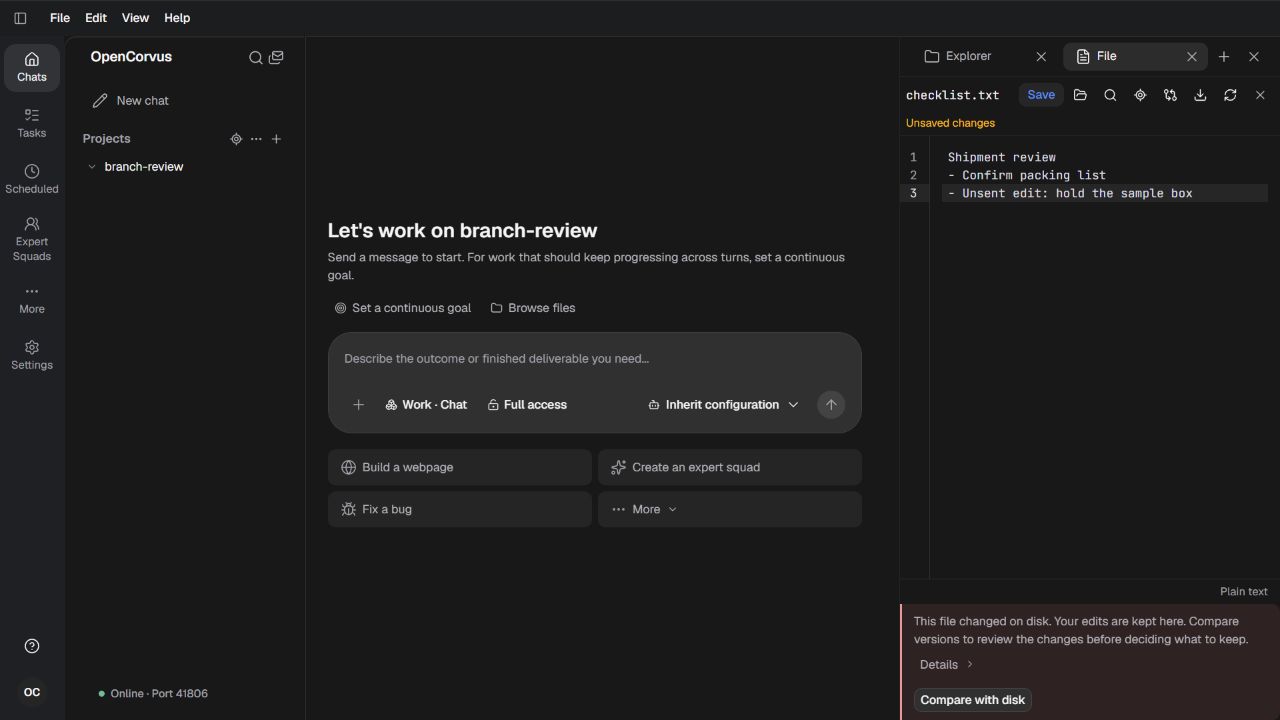 File Edit View Help
Chats
Tasks
Scheduled
Expert
Squads
More
Settings
OC
OpenCorvus
New chat
Projects
branch-review
Online · Port 41806
Let's work on branch-review
Send a message to start. For work that should keep progressing across turns, set a continuous
goal.
Set a continuous goal Browse files
Describe the outcome or finished deliverable you need...
Work · Chat Full access Inherit configuration
Build a webpage Create an expert squad
Fix a bug More
Explorer File
checklist.txt Save
Unsaved changes
1 Shipment review
2 - Confirm packing list
3 - Unsent edit: hold the sample box
Plain text
This file changed on disk. Your edits are kept here. Compare
versions to review the changes before deciding what to keep.
Details
Compare with disk